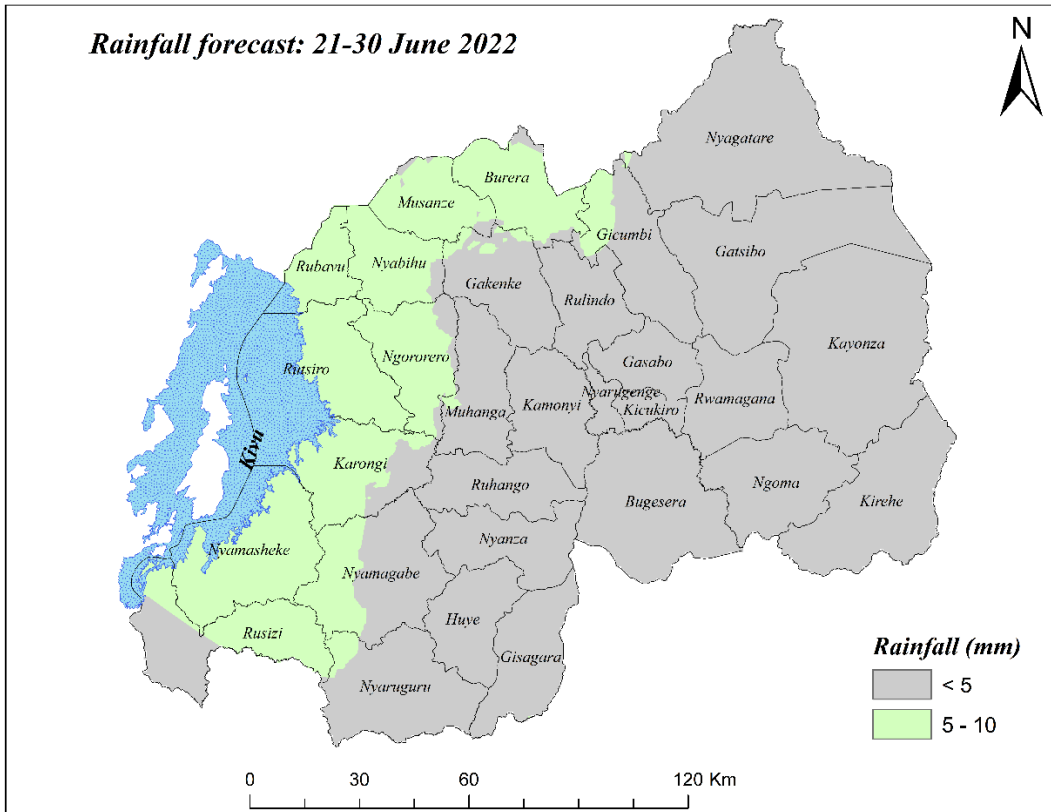 Rainfall forecast: 21-30 June 2022
N
Nyagatare
Burera
Musanze
Gicumbi
Gatsibo
Rubavu
Nyabihu
Gakenke
Rulindo
Kayonza
Rutsiro
Ngororero
Gasabo
Nyarugenge
Kicukiro
Rwamagana
Muhanga
Kamonyi
Kivu
Karongi
Ruhango
Bugesera
Ngoma
Kirehe
Nyamasheke
Nyanza
Nyamagabe
Huye
Rusizi
Gisagara
Nyaruguru
Rainfall (mm)
< 5
5 - 10
0 30 60 120 Km